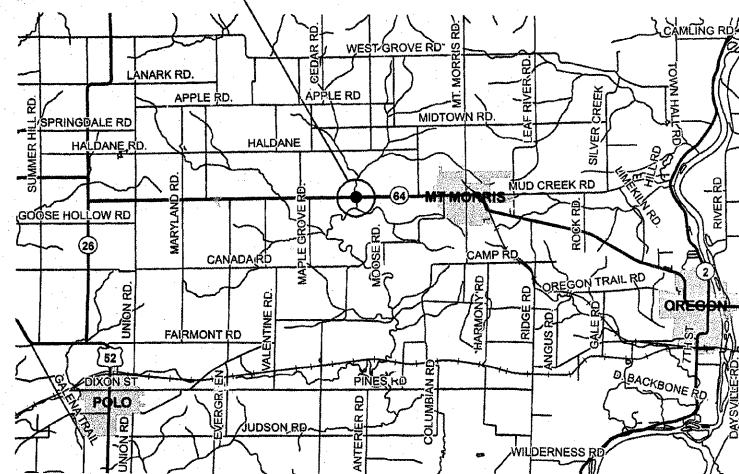 CAMLING RD.
WEST GROVE RD
CEDAR RD.
MT. MORRIS RD.
LANARK RD.
TOWN HALL RD
LEAF RIVER RD.
APPLE RD.
APPLE RD
SUMMER HILL RD.
SPRINGDALE RD
MIDTOWN RD.
SILVER CREEK
HALDANE RD.
HALDANE
HILL RD
LIMEKILN RD.
MUD CREEK RD
64
MT MORRIS
RIVER RD
MARYLAND RD.
MAPLE GROVE RD.
GOOSE HOLLOW RD
ROCK RD.
26
MOOSE RD.
CANADA RD
CAMP RD
2
OREGON TRAIL RD
UNION RD.
VALENTINE RD.
HARMONY RD
RIDGE RD
ANGUS RD.
GALE RD.
OREGON
FAIRMONT RD
7TH ST
52
DIXON ST
PINES RD
COLUMBIAN RD
D. BACKBONE RD
DAYSVILLE RD
GALENA TRAIL
POLO
EVERGREEN
UNION RD
JUDSON RD
ANTERIER RD
WILDERNESS RD